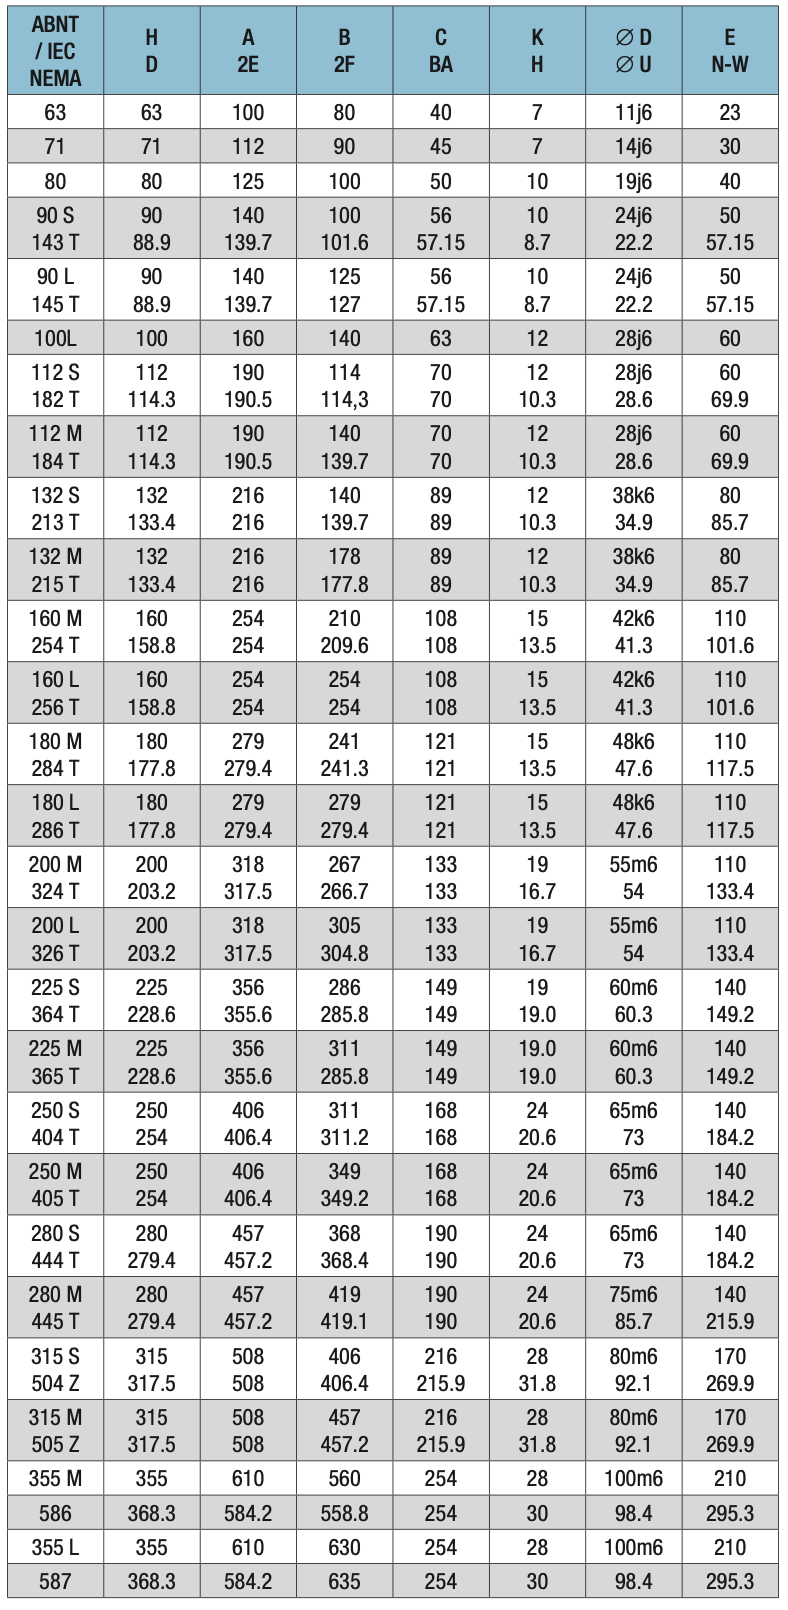 ABNT / IEC NEMA | H D | A 2E | B 2F | C BA | K H | ∅ D ∅ U | E N-W
63 63 100 80 40 7 11j6 23
71 71 112 90 45 7 14j6 30
80 80 125 100 50 10 19j6 40
90 S 90 140 100 56 10 24j6 50
143 T 88.9 139.7 101.6 57.15 8.7 22.2 57.15
90 L 90 140 125 56 10 24j6 50
145 T 88.9 139.7 127 57.15 8.7 22.2 57.15
100L 100 160 140 63 12 28j6 60
112 S 112 190 114 70 12 28j6 60
182 T 114.3 190.5 114,3 70 10.3 28.6 69.9
112 M 112 190 140 70 12 28j6 60
184 T 114.3 190.5 139.7 70 10.3 28.6 69.9
132 S 132 216 140 89 12 38k6 80
213 T 133.4 216 139.7 89 10.3 34.9 85.7
132 M 132 216 178 89 12 38k6 80
215 T 133.4 216 177.8 89 10.3 34.9 85.7
160 M 160 254 210 108 15 42k6 110
254 T 158.8 254 209.6 108 13.5 41.3 101.6
160 L 160 254 254 108 15 42k6 110
256 T 158.8 254 254 108 13.5 41.3 101.6
180 M 180 279 241 121 15 48k6 110
284 T 177.8 279.4 241.3 121 13.5 47.6 117.5
180 L 180 279 279 121 15 48k6 110
286 T 177.8 279.4 279.4 121 13.5 47.6 117.5
200 M 200 318 267 133 19 55m6 110
324 T 203.2 317.5 266.7 133 16.7 54 133.4
200 L 200 318 305 133 19 55m6 110
326 T 203.2 317.5 304.8 133 16.7 54 133.4
225 S 225 356 286 149 19 60m6 140
364 T 228.6 355.6 285.8 149 19.0 60.3 149.2
225 M 225 356 311 149 19.0 60m6 140
365 T 228.6 355.6 285.8 149 19.0 60.3 149.2
250 S 250 406 311 168 24 65m6 140
404 T 254 406.4 311.2 168 20.6 73 184.2
250 M 250 406 349 168 24 65m6 140
405 T 254 406.4 349.2 168 20.6 73 184.2
280 S 280 457 368 190 24 65m6 140
444 T 279.4 457.2 368.4 190 20.6 73 184.2
280 M 280 457 419 190 24 75m6 140
445 T 279.4 457.2 419.1 190 20.6 85.7 215.9
315 S 315 508 406 216 28 80m6 170
504 Z 317.5 508 406.4 215.9 31.8 92.1 269.9
315 M 315 508 457 216 28 80m6 170
505 Z 317.5 508 457.2 215.9 31.8 92.1 269.9
355 M 355 610 560 254 28 100m6 210
586 368.3 584.2 558.8 254 30 98.4 295.3
355 L 355 610 630 254 28 100m6 210
587 368.3 584.2 635 254 30 98.4 295.3